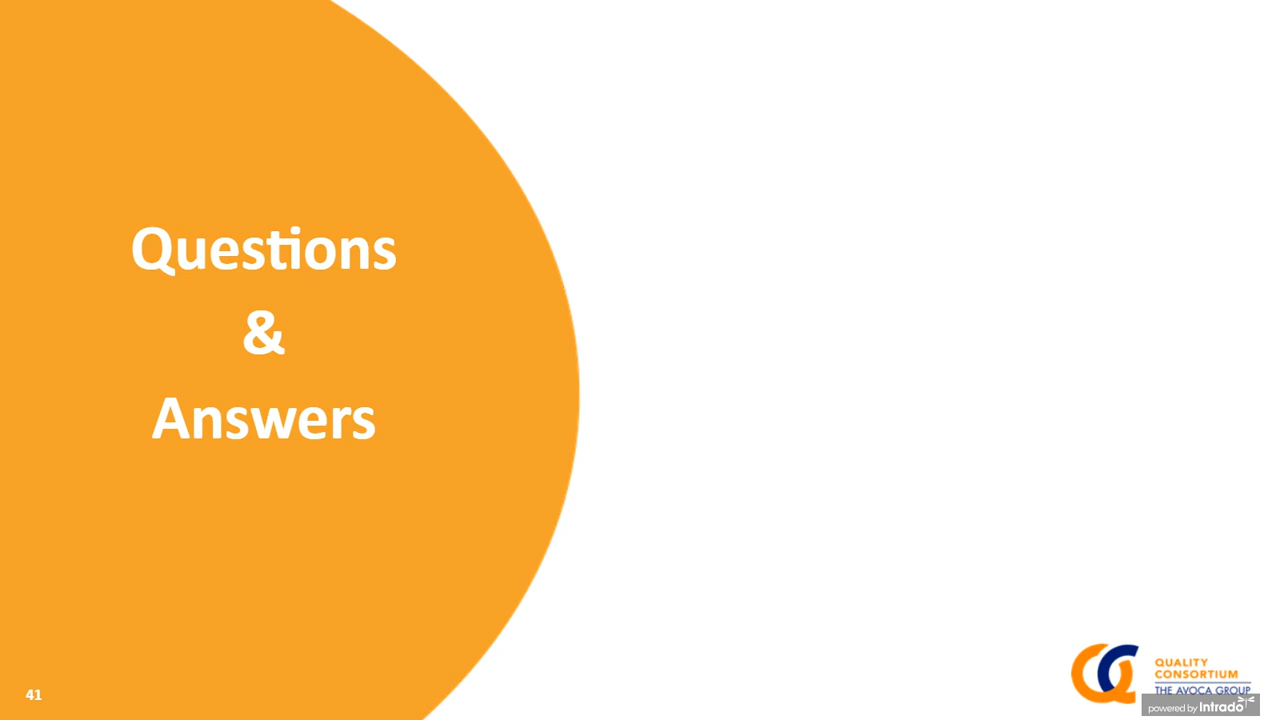 Questions
&
Answers
41
QUALITY
CONSORTIUM
THE AVOCA GROUP
powered by Intrado